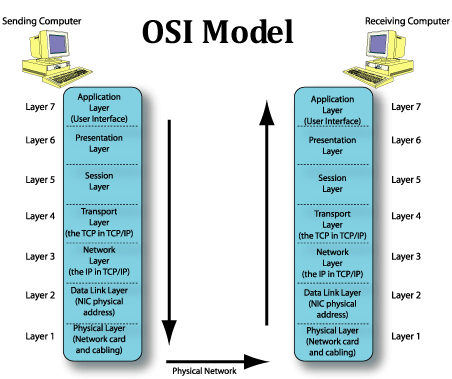 Sending Computer
OSI Model
Receiving Computer
Layer 7
Application
Layer
(User Interface)
Layer 6
Presentation
Layer
Layer 5
Session
Layer
Layer 4
Transport
Layer
(the TCP in TCP/IP)
Layer 3
Network
Layer
(the IP in TCP/IP)
Layer 2
Data Link Layer
(NIC physical
address)
Layer 1
Physical Layer
(Network card
and cabling)
Physical Network
Application
Layer
(User Interface)
Layer 7
Presentation
Layer
Layer 6
Session
Layer
Layer 5
Transport
Layer
(the TCP in TCP/IP)
Layer 4
Network
Layer
(the IP in TCP/IP)
Layer 3
Data Link Layer
(NIC physical
address)
Layer 2
Physical Layer
(Network card
and cabling)
Layer 1